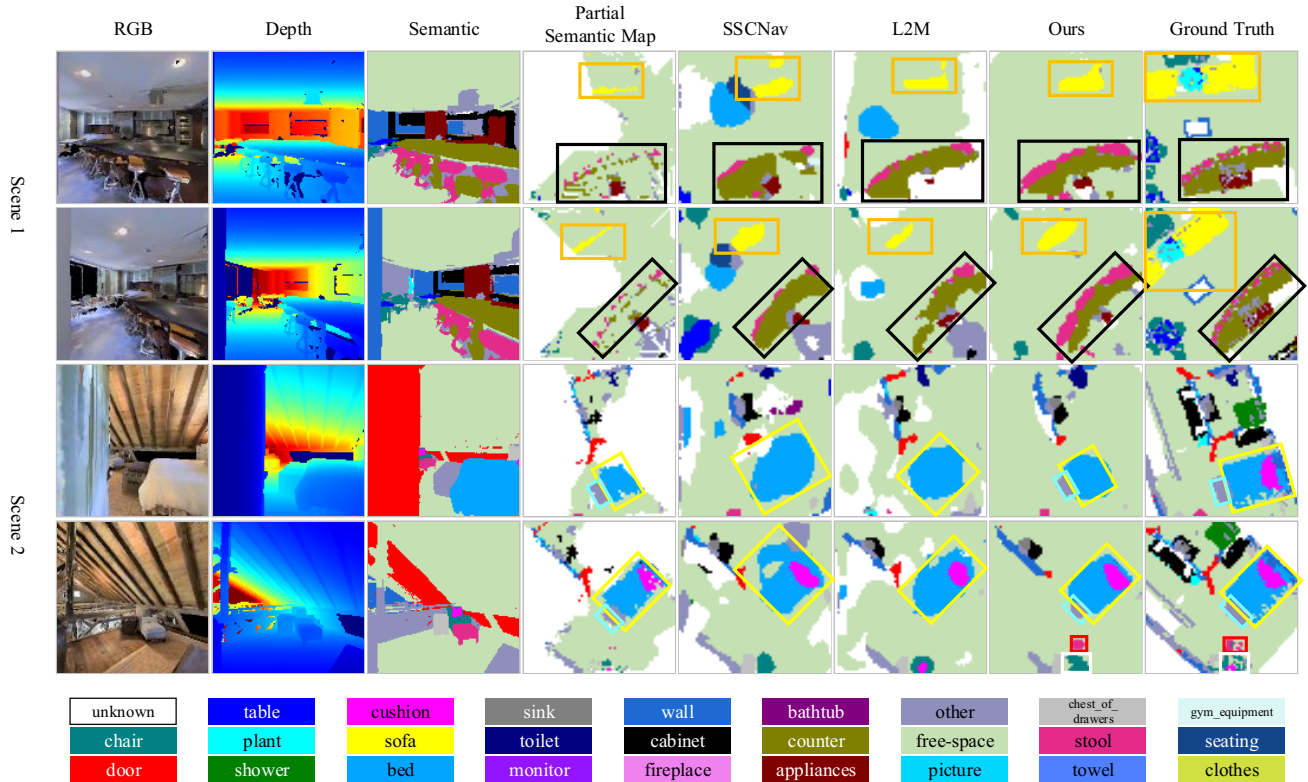 RGB
Depth
Semantic
Partial
Semantic Map
SSCNav
L2M
Ours
Ground Truth
Scene 1
Scene 2
unknown
table
cushion
sink
wall
bathtub
other
chest_of_
drawers
gym_equipment
chair
plant
sofa
toilet
cabinet
counter
free-space
stool
seating
door
shower
bed
monitor
fireplace
appliances
picture
towel
clothes